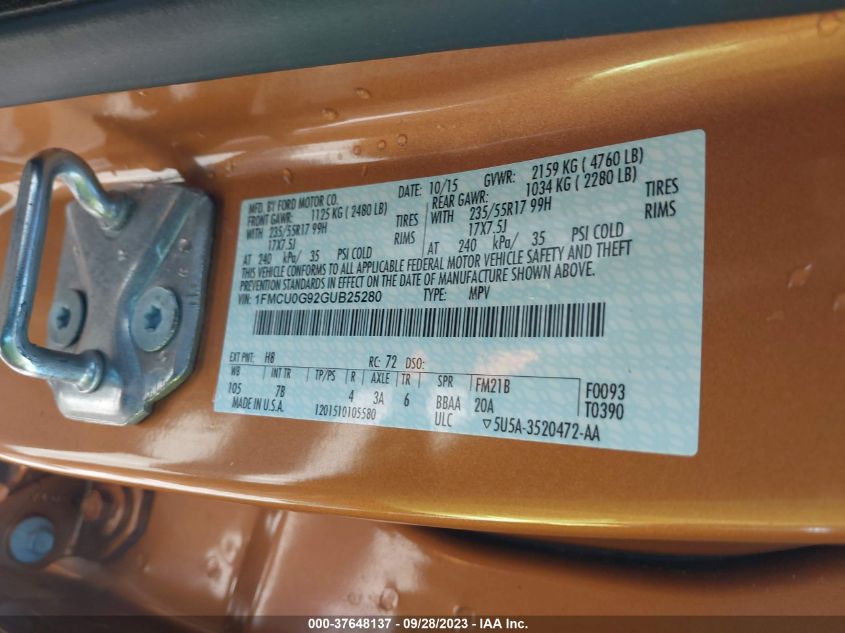 MFD. BY FORD MOTOR CO.
DATE: 10/15 GVWR: 2159 KG ( 4760 LB)
FRONT GAWR: 1125 KG ( 2480 LB) REAR GAWR: 1034 KG ( 2280 LB)
WITH 235/55R17 99H TIRES WITH 235/55R17 99H TIRES
17X7.5J RIMS 17X7.5J RIMS
AT 240 kPa/ 35 PSI COLD AT 240 kPa/ 35 PSI COLD
THIS VEHICLE CONFORMS TO ALL APPLICABLE FEDERAL MOTOR VEHICLE SAFETY AND THEFT
PREVENTION STANDARDS IN EFFECT ON THE DATE OF MANUFACTURE SHOWN ABOVE.
VIN: 1FMCU0G92GUB25280 TYPE: MPV
EXT PNT: H8 RC: 72 DSO:
WB INT TR TP/PS R AXLE TR SPR FM21B F0093
105 7B 4 3A 6 BBAA 20A T0390
MADE IN U.S.A. 1201510105580 ULC ▽5U5A-3520472-AA
000-37648137 - 09/28/2023 - IAA Inc.